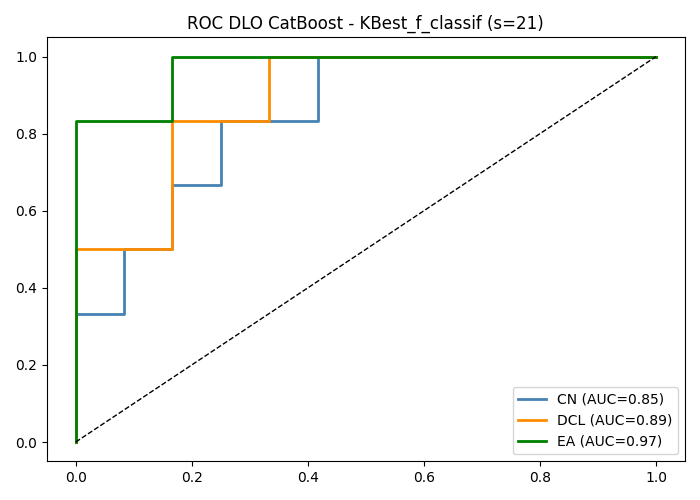 ROC DLO CatBoost - KBest_f_classif (s=21)
1.0
0.8
0.6
0.4
0.2
0.0
0.0 0.2 0.4 0.6 0.8 1.0
CN (AUC=0.85)
DCL (AUC=0.89)
EA (AUC=0.97)